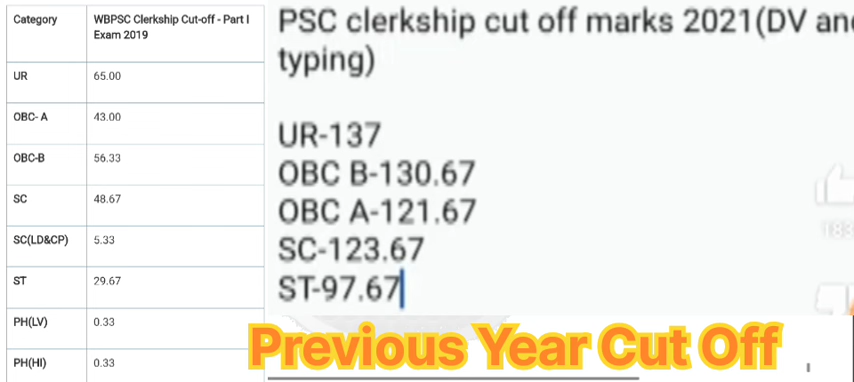 Category WBPSC Clerkship Cut-off - Part I
Exam 2019
UR 65.00
OBC- A 43.00
OBC-B 56.33
SC 48.67
SC(LD&CP) 5.33
ST 29.67
PH(LV) 0.33
PH(HI) 0.33
PSC clerkship cut off marks 2021(DV and
typing)
UR-137
OBC B-130.67
OBC A-121.67
SC-123.67
ST-97.67
183
Previous Year Cut Off